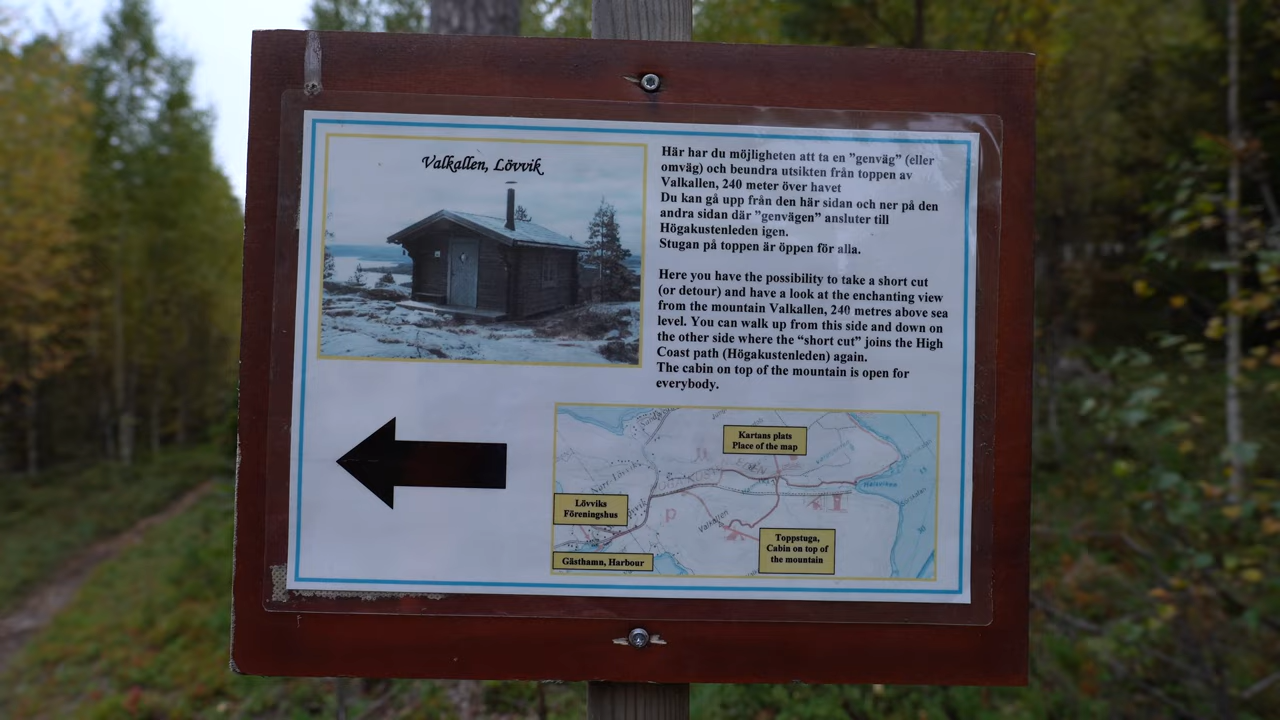 Valkallen, Lövvik
Här har du möjligheten att ta en "genväg" (eller
omväg) och beundra utsikten från toppen av
Valkallen, 240 meter över havet
Du kan gå upp från den här sidan och ner på den
andra sidan där "genvägen" ansluter till
Högakustenleden igen.
Stugan på toppen är öppen för alla.
Here you have the possibility to take a short cut
(or detour) and have a look at the enchanting view
from the mountain Valkallen, 240 metres above sea
level. You can walk up from this side and down on
the other side where the “short cut” joins the High
Coast path (Högakustenleden) again.
The cabin on top of the mountain is open for
everybody.
Kartans plats
Place of the map
Lövviks
Föreningshus
Valkallen
Toppstuga,
Cabin on top of
the mountain
Gästhamn, Harbour